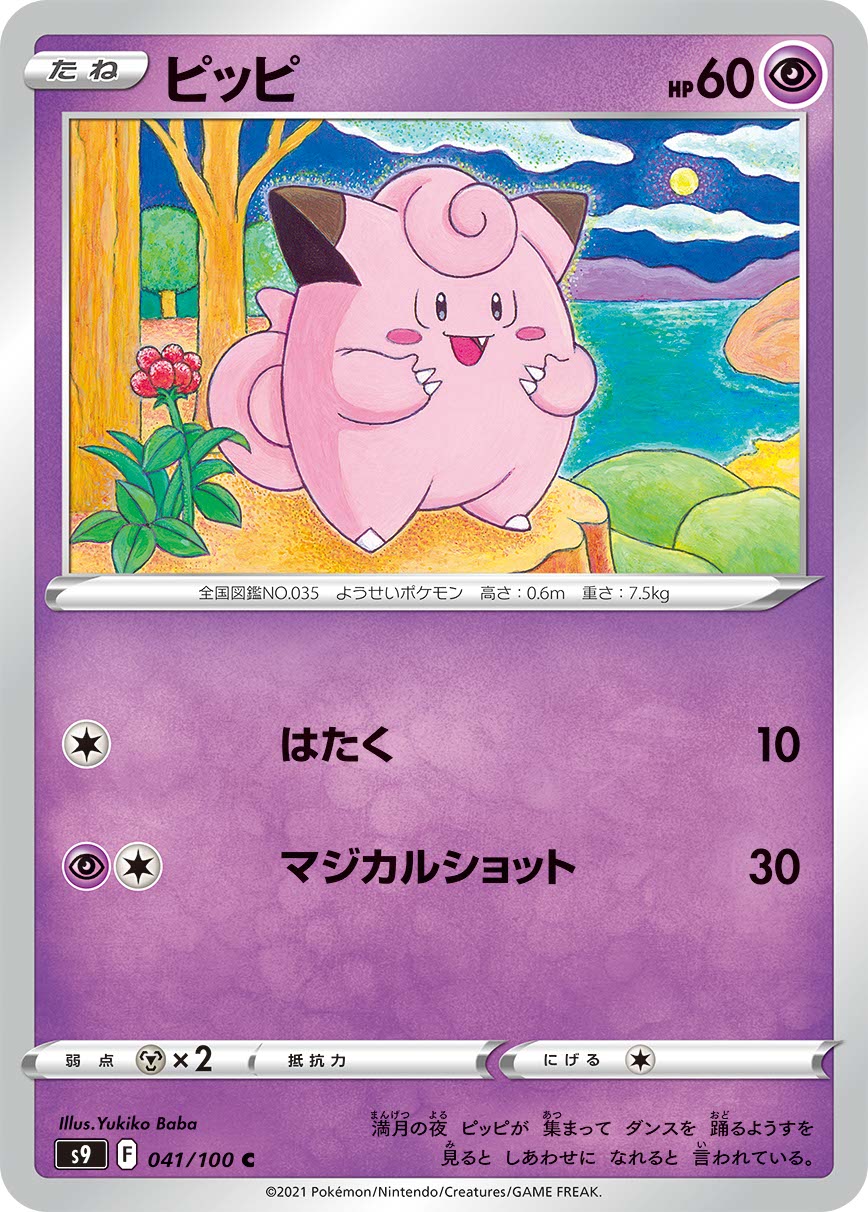 たね ピッピ HP60
全国図鑑NO.035 ようせいポケモン 高さ:0.6m 重さ:7.5kg
はたく 10
マジカルショット 30
弱点 ×2 抵抗力 にげる
Illus.Yukiko Baba
満月の夜 ピッピが 集まって ダンスを 踊るようすを
見ると しあわせに なれると 言われている。
s9 F 041/100 C
©2021 Pokémon/Nintendo/Creatures/GAME FREAK.